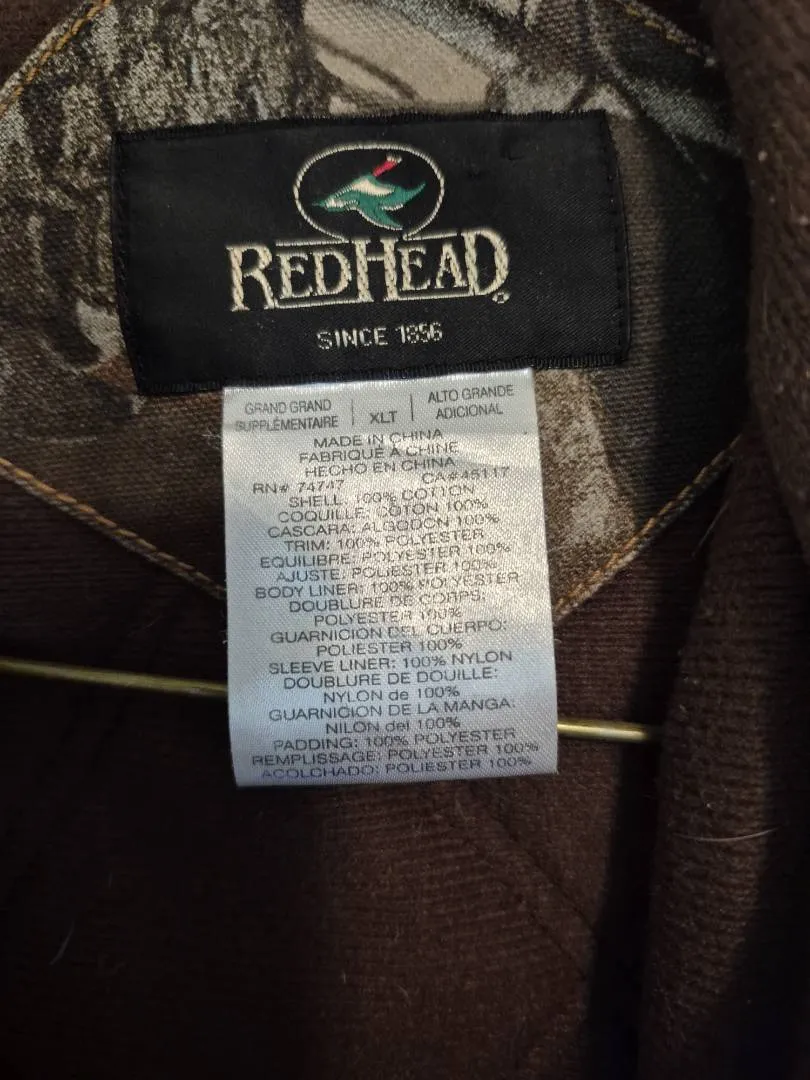 REDHEAD®
SINCE 1856
GRAND GRAND SUPPLÉMENTAIRE | XLT | ALTO GRANDE ADICIONAL
MADE IN CHINA
FABRIQUÉ À CHINE
HECHO EN CHINA
RN# 74747 CA#45117
SHELL: 100% COTTON
COQUILLE: COTON 100%
CASCARA: ALGODON 100%
TRIM: 100% POLYESTER
EQUILIBRE: POLYESTER 100%
AJUSTE: POLIESTER 100%
BODY LINER: 100% POLYESTER
DOUBLURE DE CORPS:
POLYESTER 100%
GUARNICION DEL CUERPO:
POLIESTER 100%
SLEEVE LINER: 100% NYLON
DOUBLURE DE DOUILLE:
NYLON de 100%
GUARNICION DE LA MANGA:
NILON del 100%
PADDING: 100% POLYESTER
REMPLISSAGE: POLYESTER 100%
ACOLCHADO: POLIESTER 100%